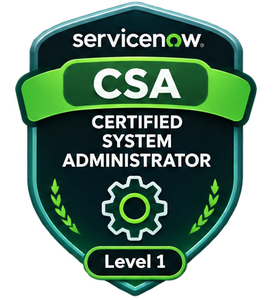 servicenow®
CSA
CERTIFIED
SYSTEM
ADMINISTRATOR
Level 1